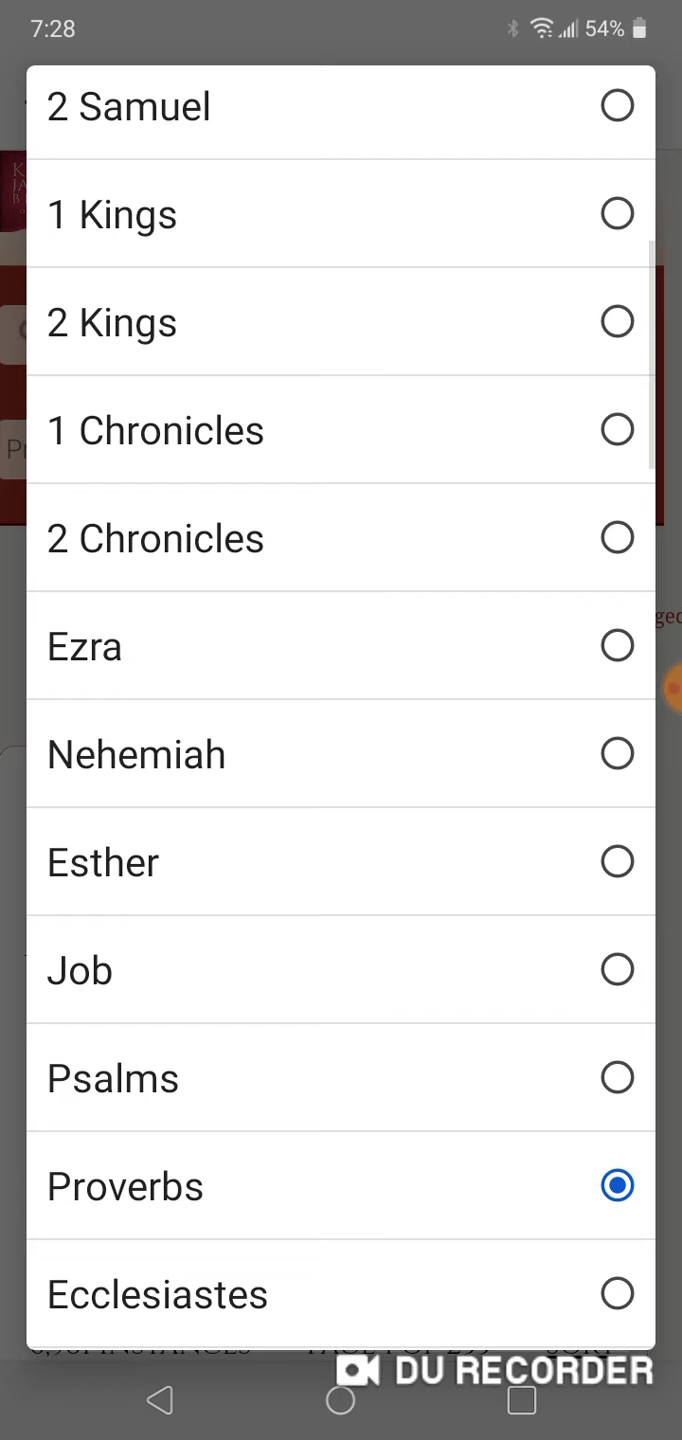 7:28
54%
2 Samuel
1 Kings
2 Kings
1 Chronicles
2 Chronicles
Ezra
Nehemiah
Esther
Job
Psalms
Proverbs
Ecclesiastes
DU RECORDER